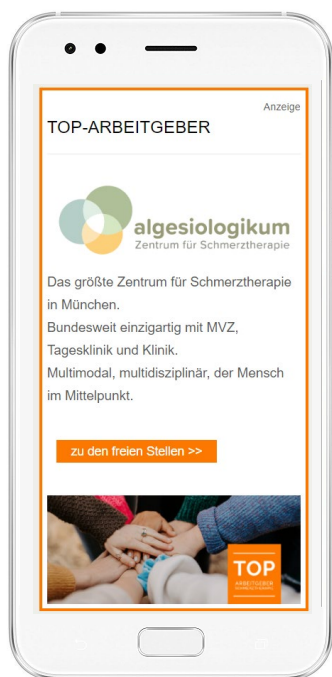 Anzeige
TOP-ARBEITGEBER
algesiologikum
Zentrum für Schmerztherapie
Das größte Zentrum für Schmerztherapie
in München.
Bundesweit einzigartig mit MVZ,
Tagesklinik und Klinik.
Multimodal, multidisziplinär, der Mensch
im Mittelpunkt.
zu den freien Stellen >>
TOP
ARBEITGEBER